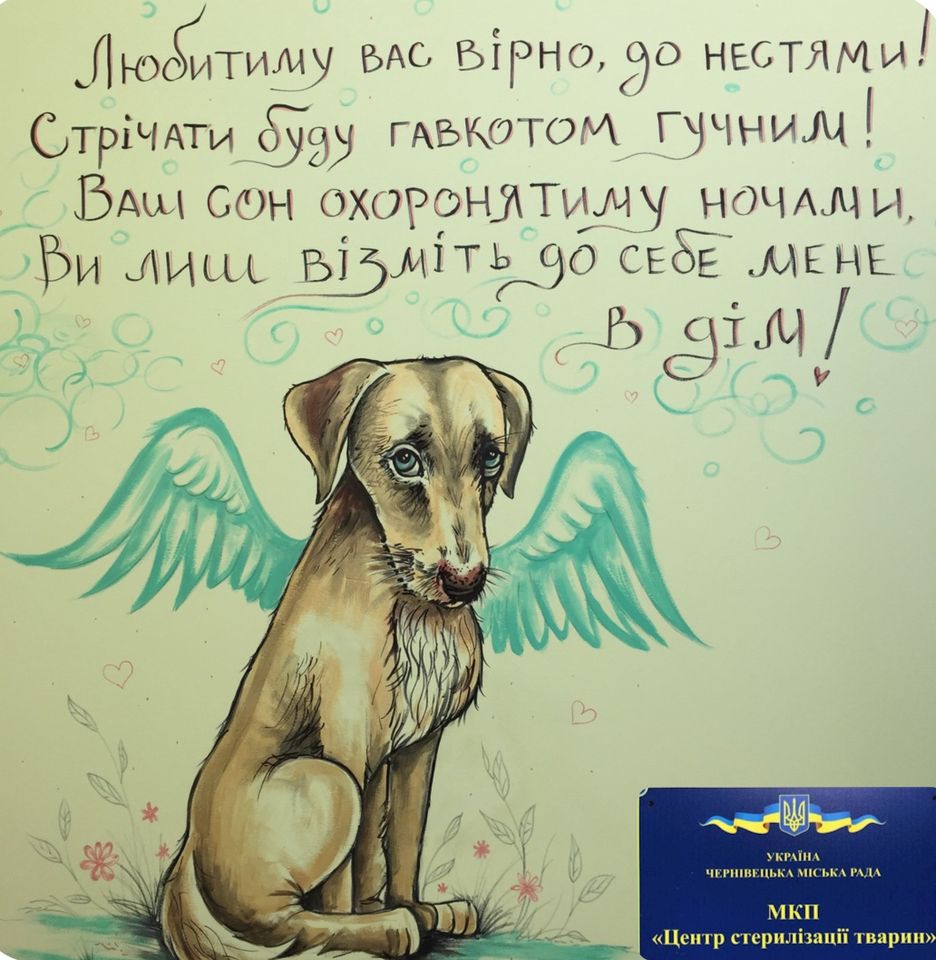 Любитиму вас вірно, до нестями!
Стрічати буду гавкотом гучним!
Ваш сон охоронятиму ночами,
Ви лиш візміть до себе мене
в дім!
УКРАЇНА
ЧЕРНІВЕЦЬКА МІСЬКА РАДА
МКП
«Центр стерилізації тварин»